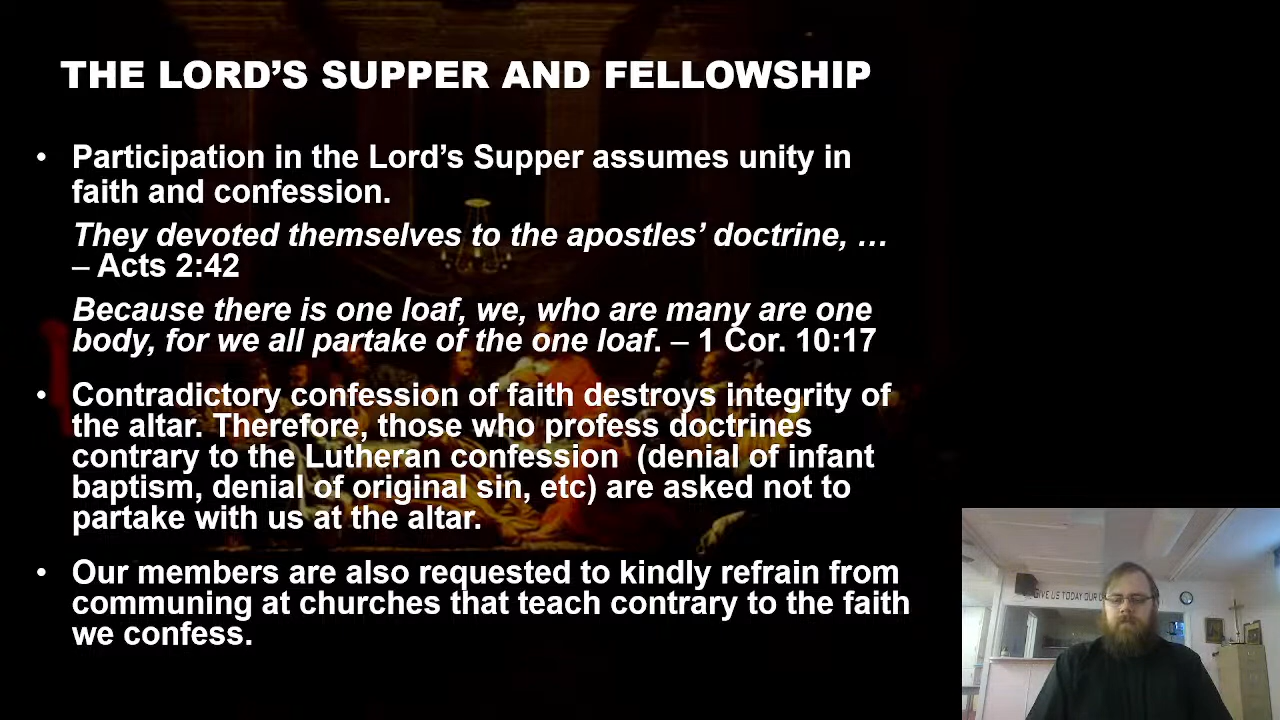 THE LORD’S SUPPER AND FELLOWSHIP
• Participation in the Lord’s Supper assumes unity in
faith and confession.
They devoted themselves to the apostles’ doctrine, …
– Acts 2:42
Because there is one loaf, we, who are many are one
body, for we all partake of the one loaf. – 1 Cor. 10:17
• Contradictory confession of faith destroys integrity of
the altar. Therefore, those who profess doctrines
contrary to the Lutheran confession (denial of infant
baptism, denial of original sin, etc) are asked not to
partake with us at the altar.
• Our members are also requested to kindly refrain from
communing at churches that teach contrary to the faith
we confess.
GIVE US TODAY OUR